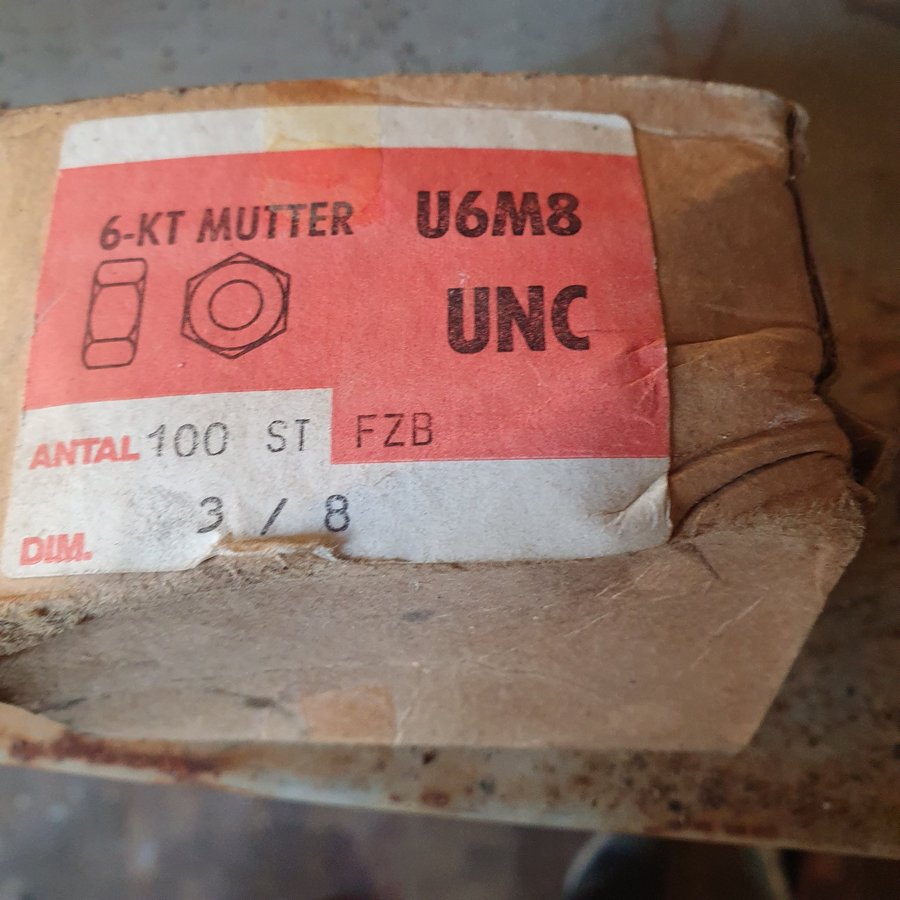 6-KT MUTTER U6M8
UNC
ANTAL 100 ST FZB
DIM. 3 / 8